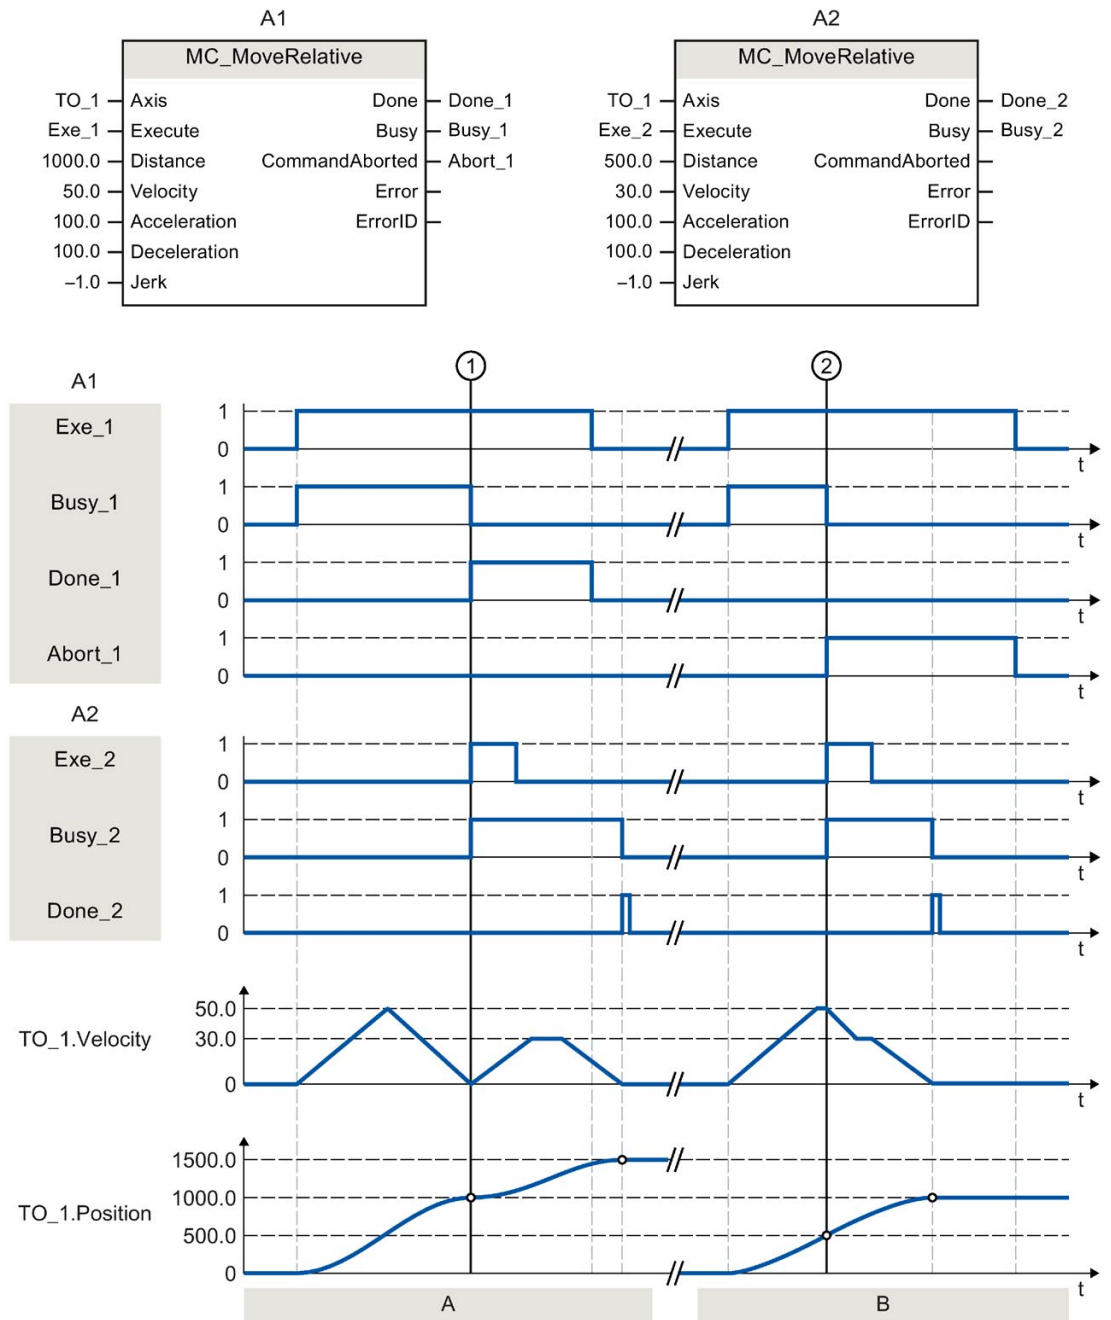 A1 A2
MC_MoveRelative MC_MoveRelative
TO_1 Axis Done Done_1 TO_1 Axis Done Done_2
Exe_1 Execute Busy Busy_1 Exe_2 Execute Busy Busy_2
1000.0 Distance CommandAborted Abort_1 500.0 Distance CommandAborted
50.0 Velocity Error 30.0 Velocity Error
100.0 Acceleration ErrorID 100.0 Acceleration ErrorID
100.0 Deceleration 100.0 Deceleration
–1.0 Jerk –1.0 Jerk
1 2
A1
1
Exe_1
0
t
1
Busy_1
0
t
1
Done_1
0
t
1
Abort_1
0
t
A2
1
Exe_2
0
t
1
Busy_2
0
t
1
Done_2
0
t
50.0
TO_1.Velocity 30.0
0
t
1500.0
1000.0
TO_1.Position
500.0
0
t
A B